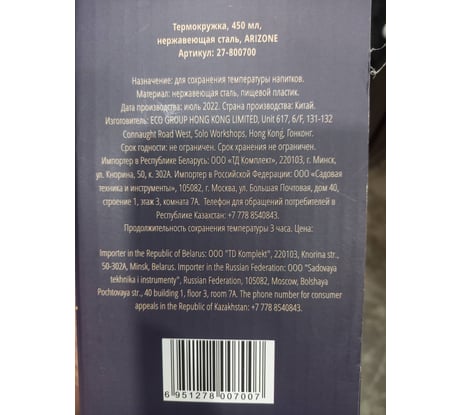 Термокружка, 450 мл,
нержавеющая сталь, ARIZONE
Артикул: 27-800700
Назначение: для сохранения температуры напитков.
Материал: нержавеющая сталь, пищевой пластик.
Дата производства: июль 2022. Страна производства: Китай.
Изготовитель: ECO GROUP HONG KONG LIMITED, Unit 617, 6/F, 131-132
Connaught Road West, Solo Workshops, Hong Kong, Гонконг.
Срок годности: не ограничен. Срок хранения не ограничен.
Импортер в Республике Беларусь: ООО «ТД Комплект», 220103, г. Минск,
ул. Кнорина, 50, к. 302А. Импортер в Российской Федерации: ООО «Садовая
техника и инструменты», 105082, г. Москва, ул. Большая Почтовая, дом 40,
строение 1, этаж 3, комната 7А. Телефон для обращений потребителей в
Республике Казахстан: +7 778 8540843.
Продолжительность сохранения температуры 3 часа. Цена:
Importer in the Republic of Belarus: OOO "TD Komplekt", 220103, Knorina str.,
50-302A, Minsk, Belarus. Importer in the Russian Federation: OOO "Sadovaya
tekhnika i instrumenty", Russian Federation, 105082, Moscow, Bolshaya
Pochtovaya str., 40 building 1, floor 3, room 7A. The phone number for consumer
appeals in the Republic of Kazakhstan: +7 778 8540843.
6 951278 007007